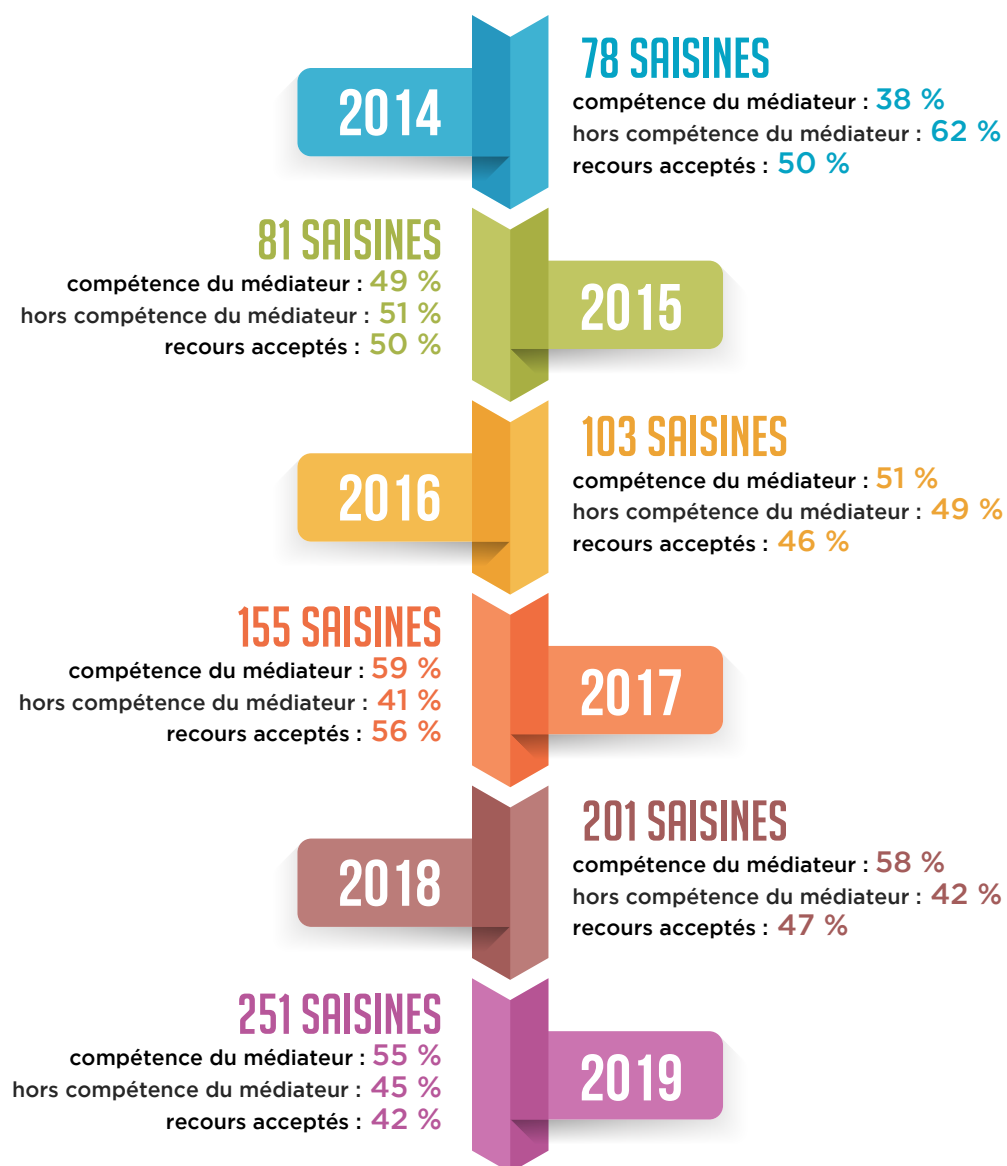 2014
78 SAISINES
compétence du médiateur : 38 %
hors compétence du médiateur : 62 %
recours acceptés : 50 %
81 SAISINES
compétence du médiateur : 49 %
hors compétence du médiateur : 51 %
recours acceptés : 50 %
2015
2016
103 SAISINES
compétence du médiateur : 51 %
hors compétence du médiateur : 49 %
recours acceptés : 46 %
155 SAISINES
compétence du médiateur : 59 %
hors compétence du médiateur : 41 %
recours acceptés : 56 %
2017
2018
201 SAISINES
compétence du médiateur : 58 %
hors compétence du médiateur : 42 %
recours acceptés : 47 %
251 SAISINES
compétence du médiateur : 55 %
hors compétence du médiateur : 45 %
recours acceptés : 42 %
2019